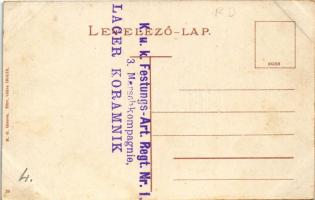 LEVELEZŐ-LAP.
K. u. k. Festungs-Art. Regt. Nr. 1.
3. Marschkompagnie,
LAGER KORAMNIK
4.